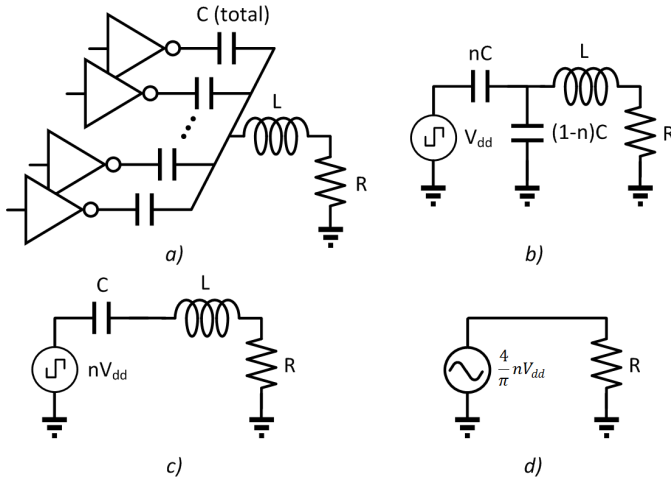 C (total)
L
R
a)
nC
L
V_dd
(1-n)C
R
b)
C
L
nV_dd
R
c)
4/π nV_dd
R
d)